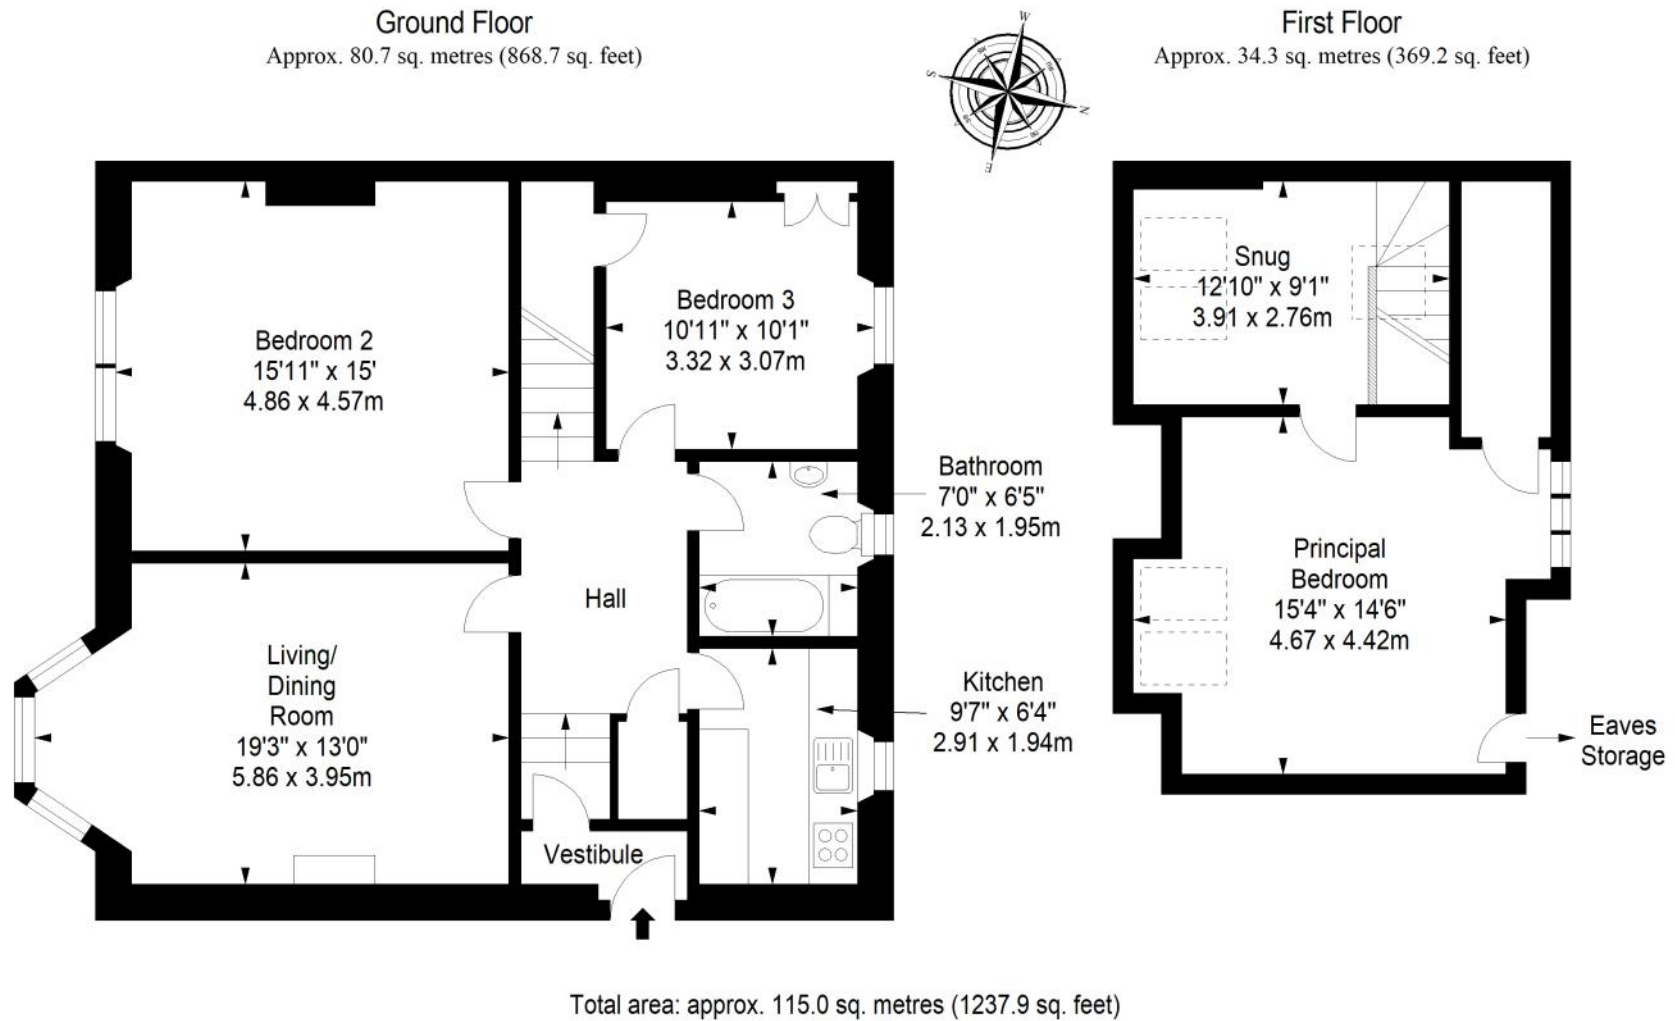 Ground Floor
Approx. 80.7 sq. metres (868.7 sq. feet)
First Floor
Approx. 34.3 sq. metres (369.2 sq. feet)
W
S
N
E
Bedroom 2
15'11" x 15'
4.86 x 4.57m
Bedroom 3
10'11" x 10'1"
3.32 x 3.07m
Snug
12'10" x 9'1"
3.91 x 2.76m
Bathroom
7'0" x 6'5"
2.13 x 1.95m
Hall
Living/
Dining
Room
19'3" x 13'0"
5.86 x 3.95m
Kitchen
9'7" x 6'4"
2.91 x 1.94m
Vestibule
Principal
Bedroom
15'4" x 14'6"
4.67 x 4.42m
Eaves
Storage
Total area: approx. 115.0 sq. metres (1237.9 sq. feet)